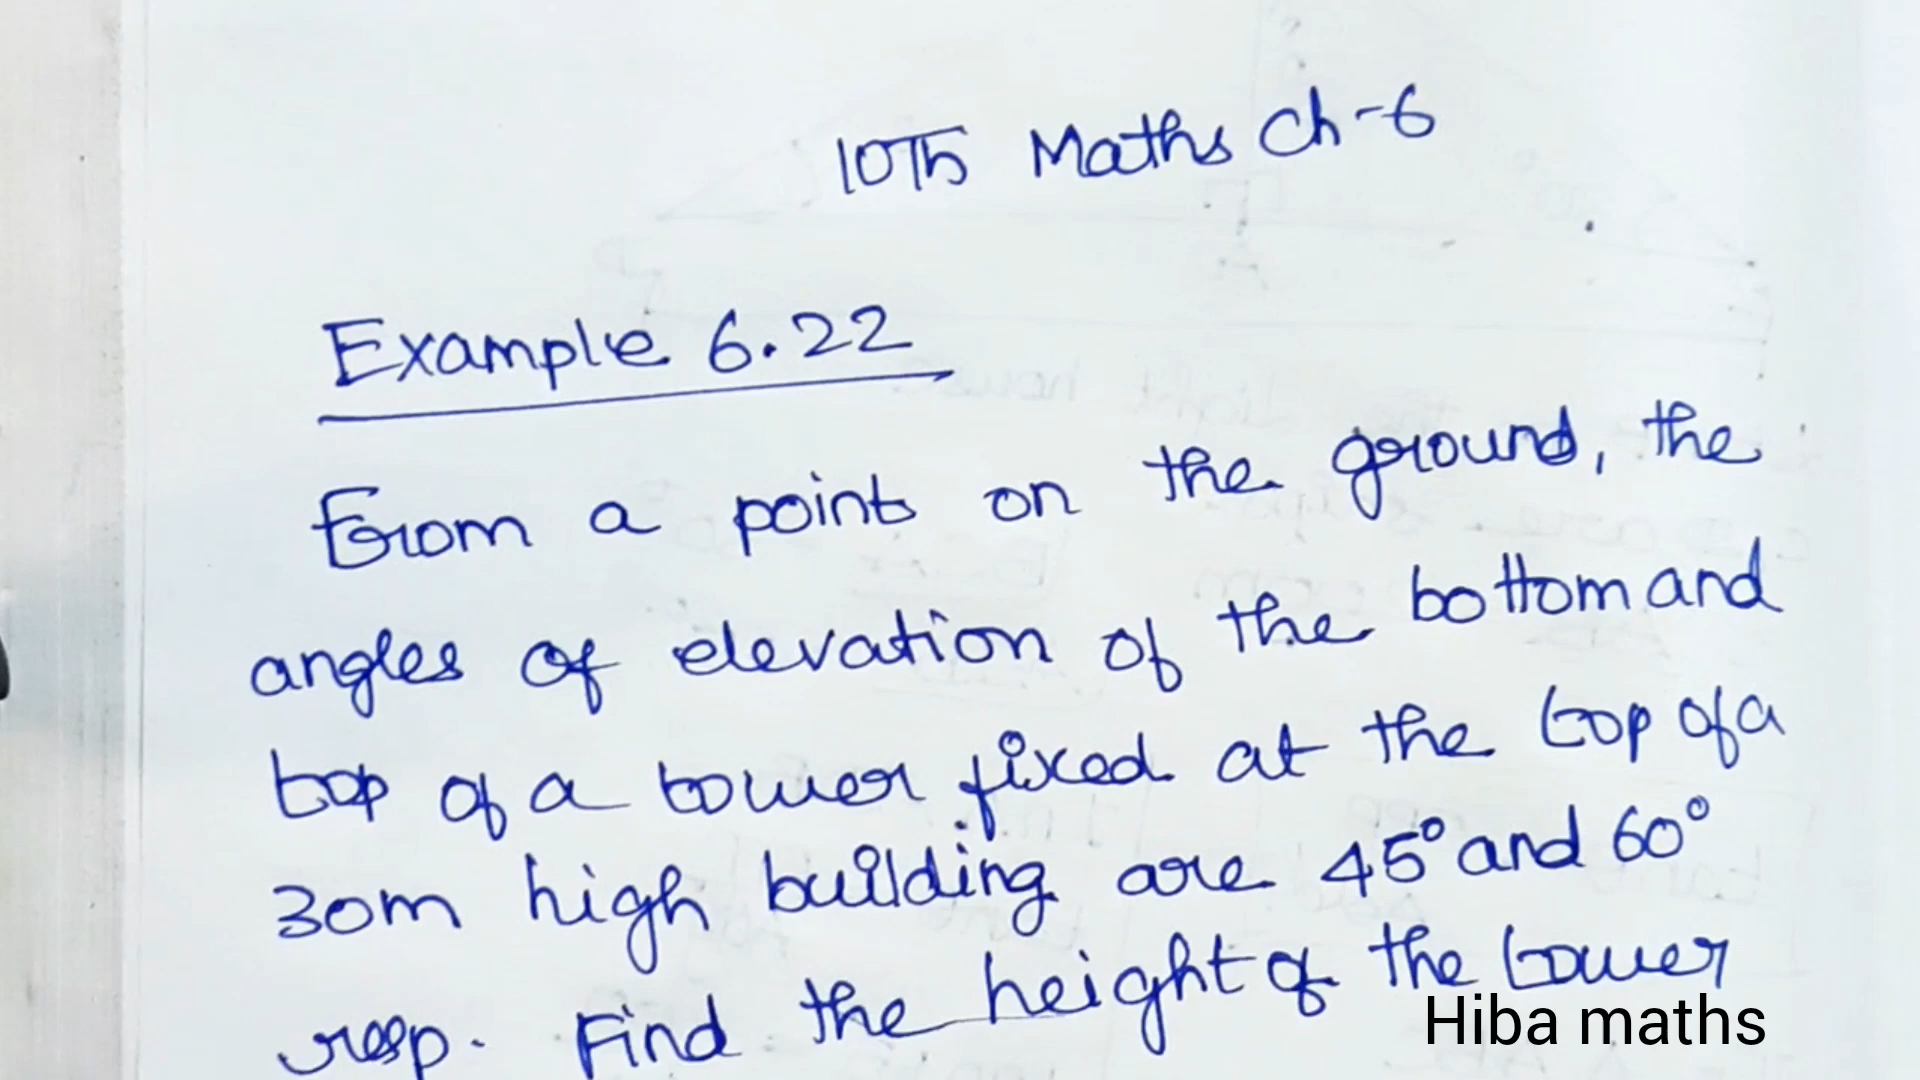 10Th Maths Ch-6
Example 6.22
From a point on the ground, the
angles of elevation of the bottom and
top of a tower fixed at the top of a
30m high building are 45° and 60°
resp. Find the height of the tower
Hiba maths